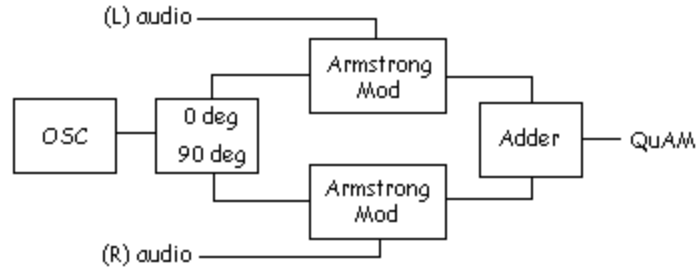 (L) audio
Armstrong
Mod
OSC
0 deg
90 deg
Adder
QuAM
Armstrong
Mod
(R) audio